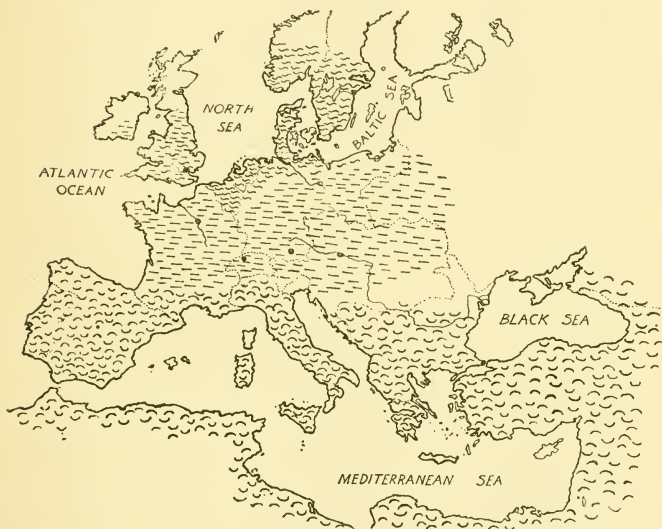 NORTH
SEA
BALTIC SEA
ATLANTIC
OCEAN
BLACK SEA
MEDITERRANEAN SEA